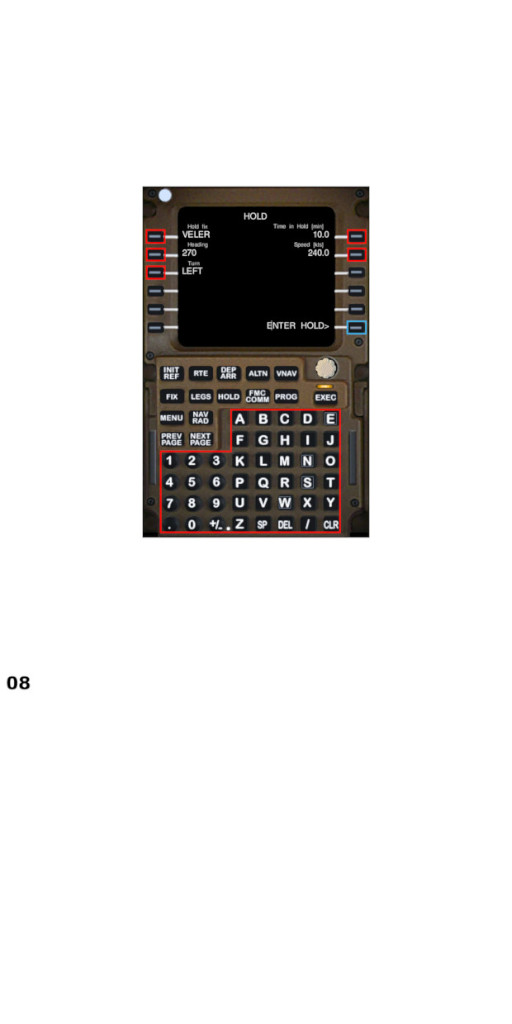 HOLD
Hold fix Time in Hold [min]
VELER 10.0
Heading Speed [kts]
270 240.0
Turn
LEFT
ENTER HOLD>
INIT REF RTE DEP ARR ALTN VNAV
FIX LEGS HOLD FMC COMM PROG EXEC
MENU NAV RAD A B C D E
PREV PAGE NEXT PAGE F G H I J
1 2 3 K L M N O
4 5 6 P Q R S T
7 8 9 U V W X Y
. 0 +/- Z SP DEL / CLR
08